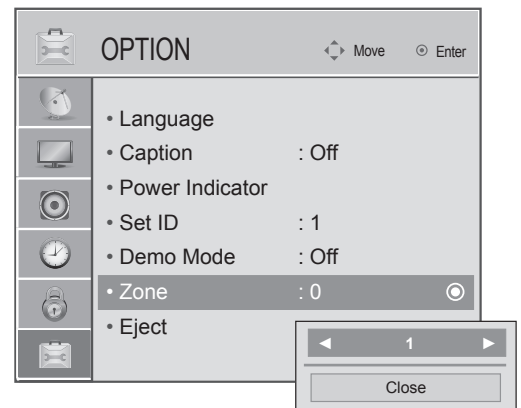 OPTION Move Enter
• Language
• Caption : Off
• Power Indicator
• Set ID : 1
• Demo Mode : Off
• Zone : 0
• Eject
◄ 1 ►
Close